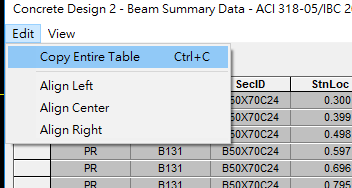 Concrete Design 2 - Beam Summary Data - ACI 318-05/IBC 2
Edit View
Copy Entire Table Ctrl+C
Align Left
Align Center
Align Right
SecID StnLoc
B50X70C24 0.300
B50X70C24 0.399
B50X70C24 0.498
PR B131 B50X70C24 0.597
PR B131 B50X70C24 0.696
PR B131 B50X70C24 0.795